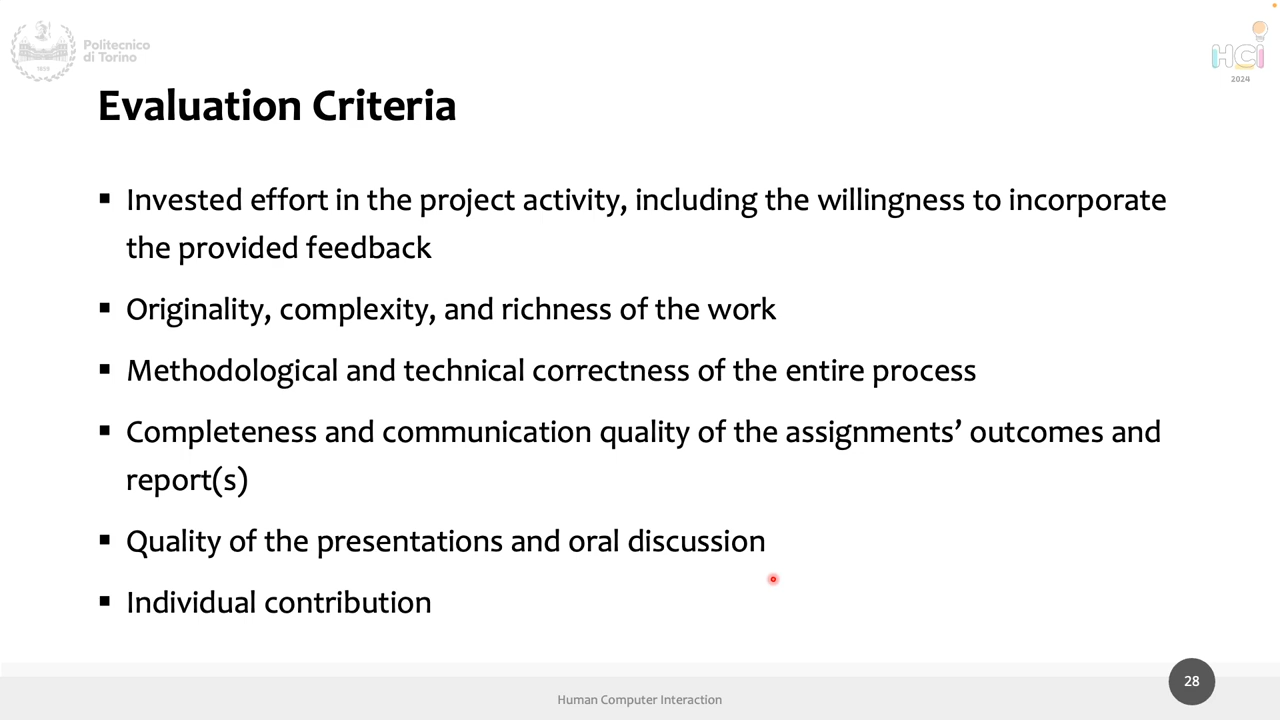 Politecnico
di Torino
1859
HCI
2024
Evaluation Criteria
▪ Invested effort in the project activity, including the willingness to incorporate
the provided feedback
▪ Originality, complexity, and richness of the work
▪ Methodological and technical correctness of the entire process
▪ Completeness and communication quality of the assignments’ outcomes and
report(s)
▪ Quality of the presentations and oral discussion
▪ Individual contribution
28
Human Computer Interaction